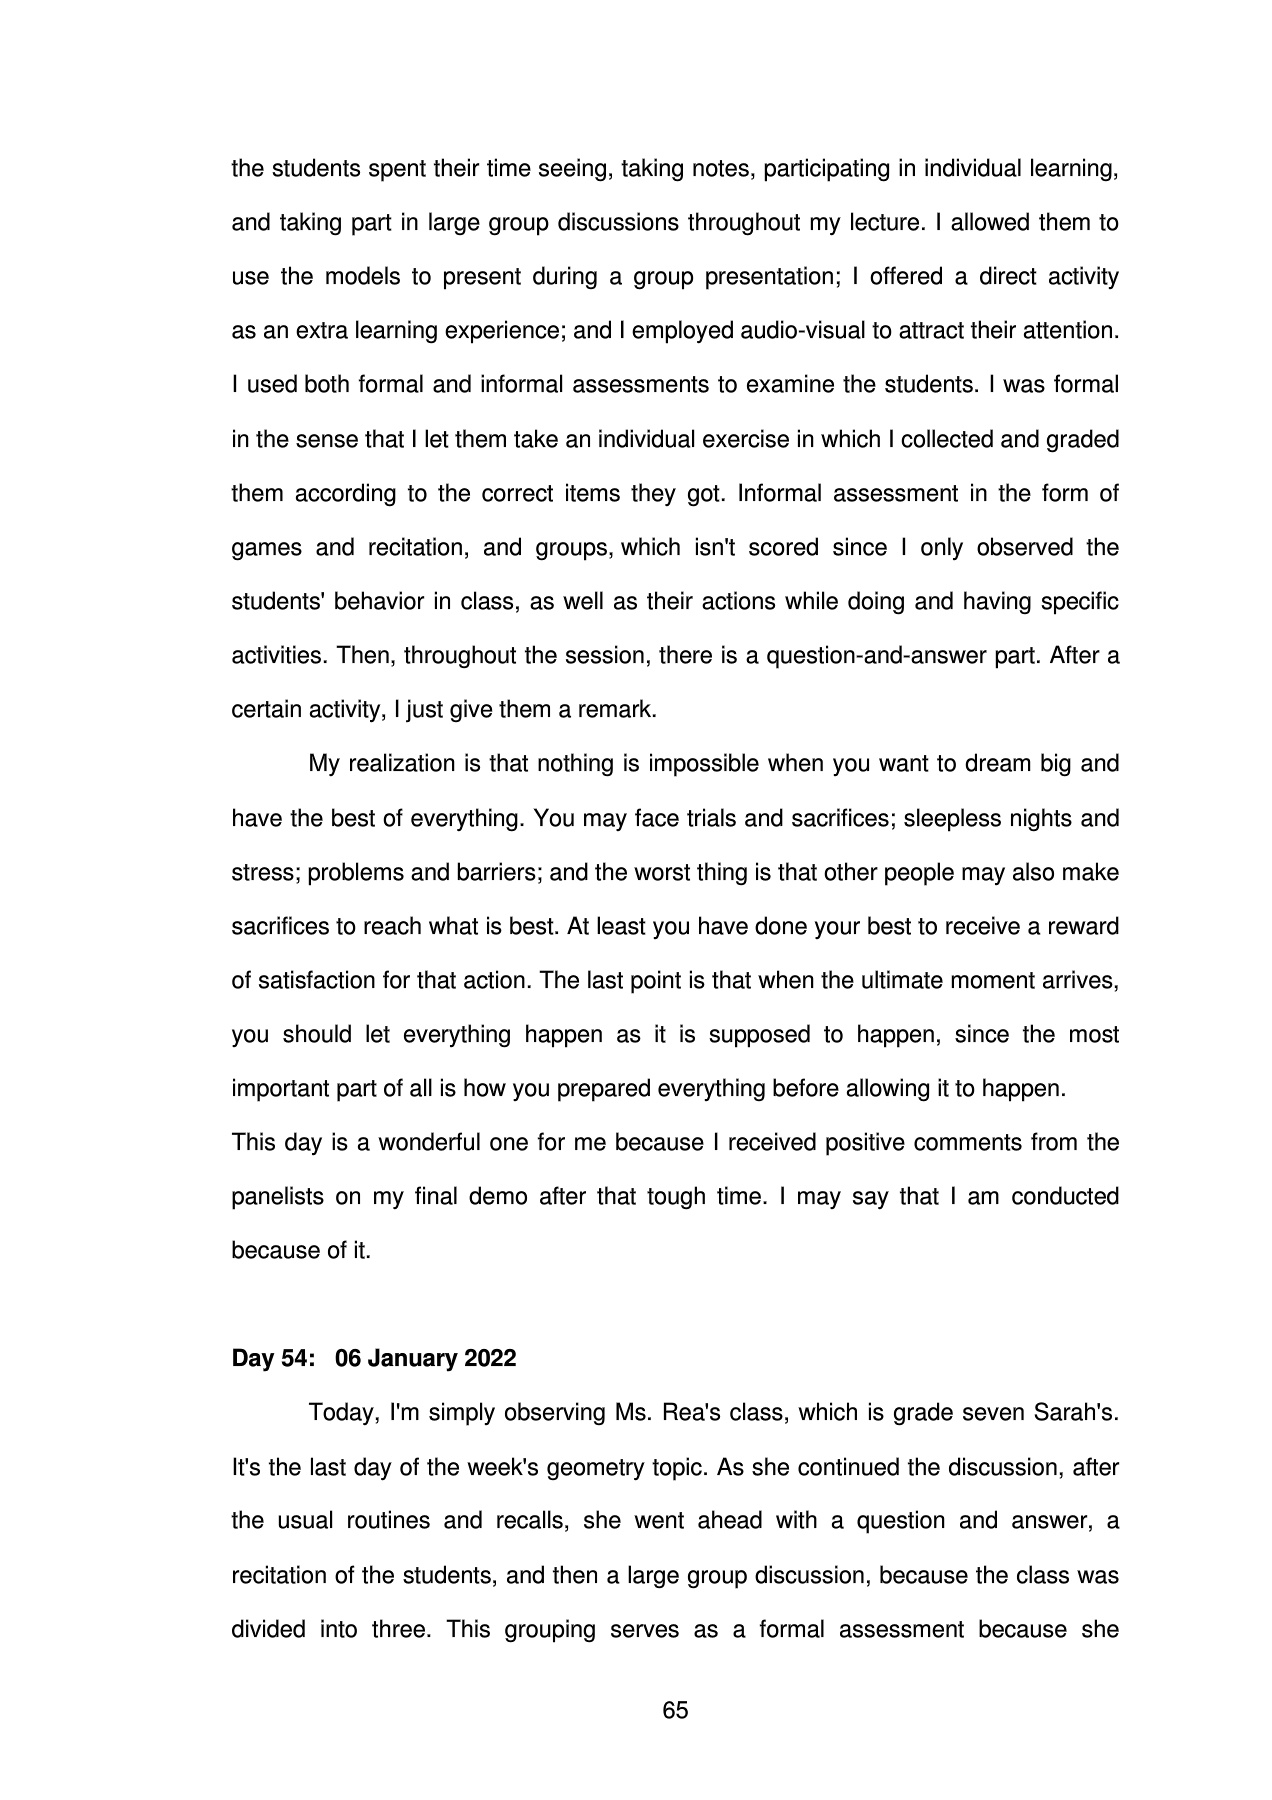 the students spent their time seeing, taking notes, participating in individual learning,
and taking part in large group discussions throughout my lecture. I allowed them to
use the models to present during a group presentation; I offered a direct activity
as an extra learning experience; and I employed audio-visual to attract their attention.
I used both formal and informal assessments to examine the students. I was formal
in the sense that I let them take an individual exercise in which I collected and graded
them according to the correct items they got. Informal assessment in the form of
games and recitation, and groups, which isn't scored since I only observed the
students' behavior in class, as well as their actions while doing and having specific
activities. Then, throughout the session, there is a question-and-answer part. After a
certain activity, I just give them a remark.
My realization is that nothing is impossible when you want to dream big and
have the best of everything. You may face trials and sacrifices; sleepless nights and
stress; problems and barriers; and the worst thing is that other people may also make
sacrifices to reach what is best. At least you have done your best to receive a reward
of satisfaction for that action. The last point is that when the ultimate moment arrives,
you should let everything happen as it is supposed to happen, since the most
important part of all is how you prepared everything before allowing it to happen.
This day is a wonderful one for me because I received positive comments from the
panelists on my final demo after that tough time. I may say that I am conducted
because of it.
Day 54: 06 January 2022
Today, I'm simply observing Ms. Rea's class, which is grade seven Sarah's.
It's the last day of the week's geometry topic. As she continued the discussion, after
the usual routines and recalls, she went ahead with a question and answer, a
recitation of the students, and then a large group discussion, because the class was
divided into three. This grouping serves as a formal assessment because she
65